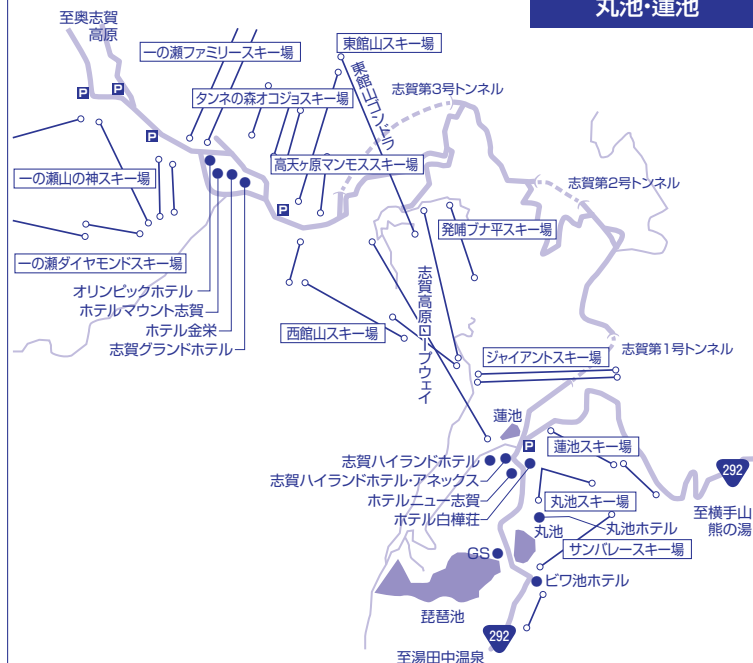 丸池・蓮池
至奥志賀
高原
一の瀬ファミリースキー場
東館山スキー場
東館山ゴンドラ
志賀第3号トンネル
P
P
タンネの森オコジョスキー場
P
高天ヶ原マンモススキー場
一の瀬山の神スキー場
志賀第2号トンネル
P
発哺ブナ平スキー場
一の瀬ダイヤモンドスキー場
志賀高原ロープウェイ
オリンピックホテル
ホテルマウント志賀
ホテル金栄
志賀グランドホテル
西館山スキー場
志賀第1号トンネル
ジャイアントスキー場
蓮池
P
蓮池スキー場
志賀ハイランドホテル
志賀ハイランドホテル・アネックス
ホテルニュー志賀
ホテル白樺荘
292
丸池スキー場
至横手山
熊の湯
丸池
丸池ホテル
サンバレースキー場
GS
ビワ池ホテル
琵琶池
292
至湯田中温泉